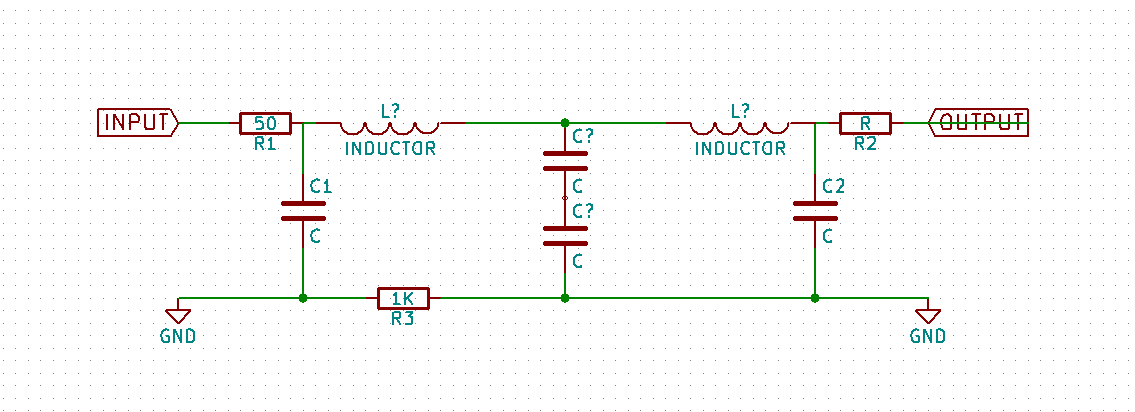 INPUT
50
R1
L?
INDUCTOR
C?
C
C?
C
L?
INDUCTOR
R
R2
OUTPUT
C1
C
C2
C
1K
R3
GND
GND